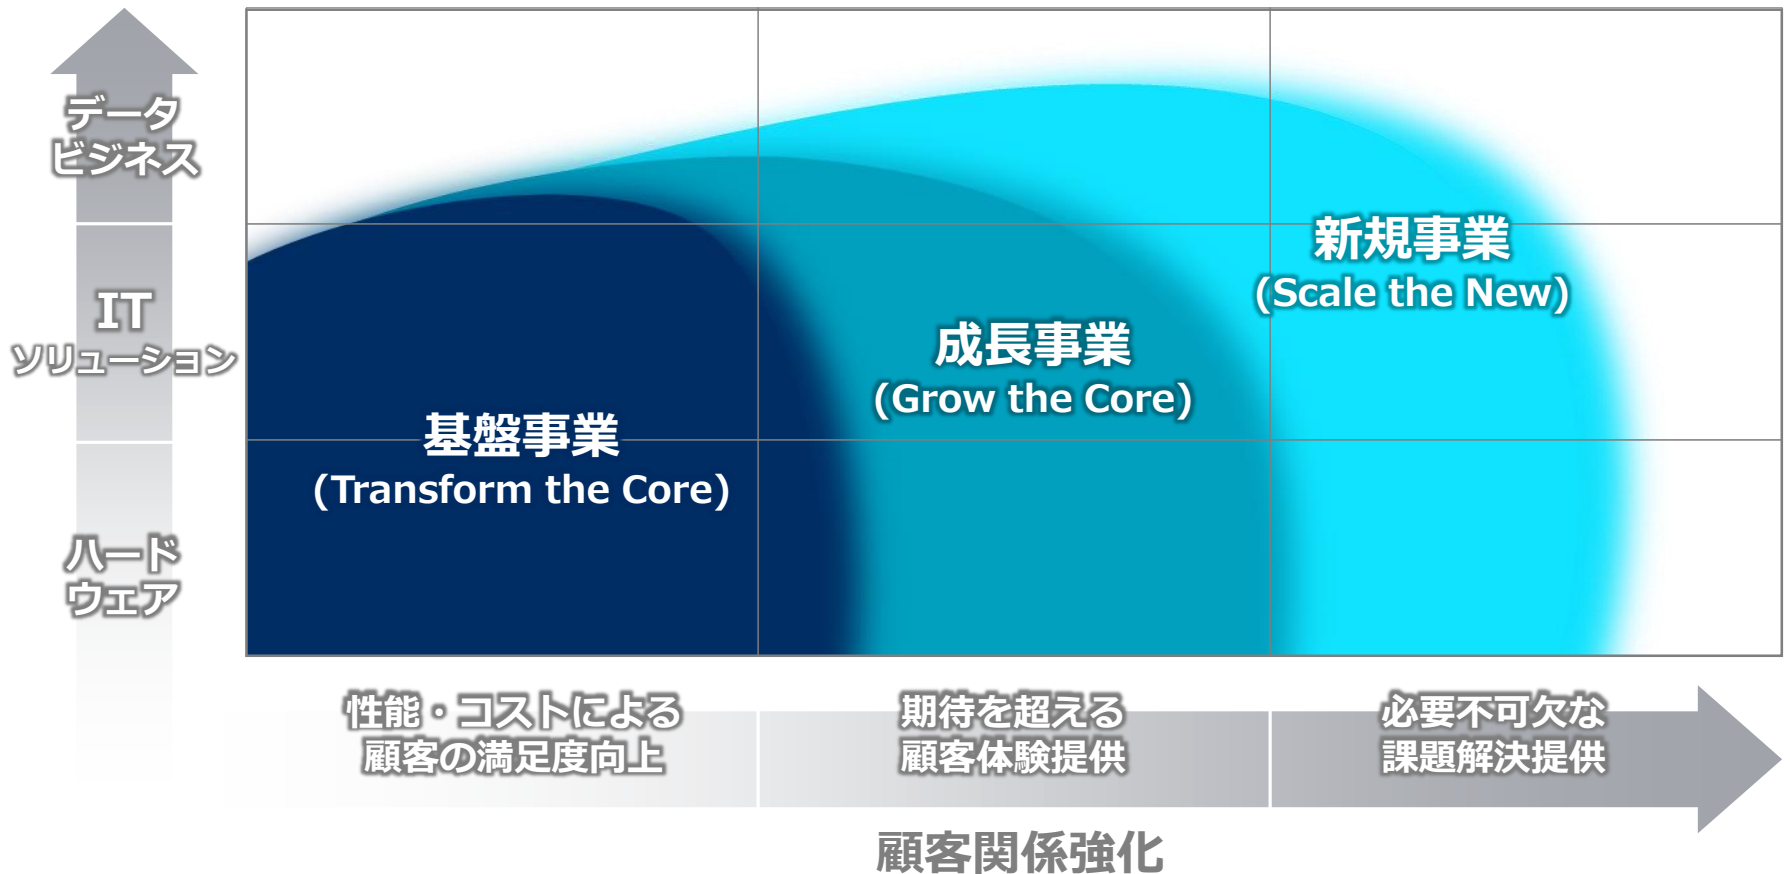 データ
ビジネス
IT
ソリューション
ハード
ウェア
新規事業
(Scale the New)
成長事業
(Grow the Core)
基盤事業
(Transform the Core)
性能・コストによる
顧客の満足度向上
期待を超える
顧客体験提供
必要不可欠な
課題解決提供
顧客関係強化